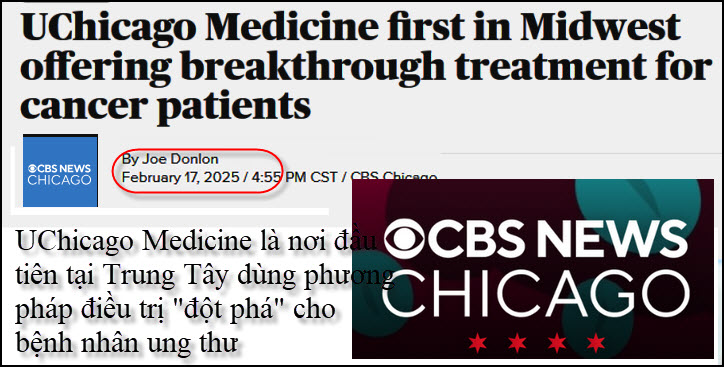 UChicago Medicine first in Midwest
offering breakthrough treatment for
cancer patients
CBS NEWS
CHICAGO
By Joe Donlon
February 17, 2025 / 4:55 PM CST / CBS Chicago
UChicago Medicine là nơi đầu
tiên tại Trung Tây dùng phương
pháp điều trị "đột phá" cho
bệnh nhân ung thư
CBS NEWS
CHICAGO